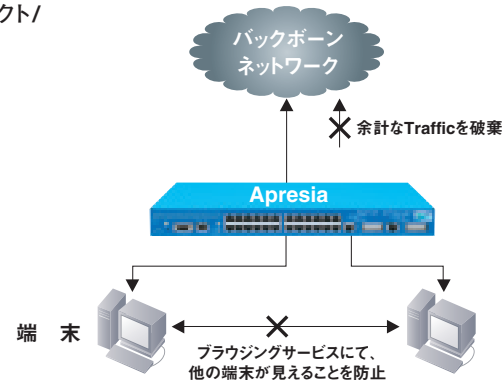 クト/
バックボーン
ネットワーク
余計なTrafficを破棄
Apresia
端 末
ブラウジングサービスにて、
他の端末が見えることを防止